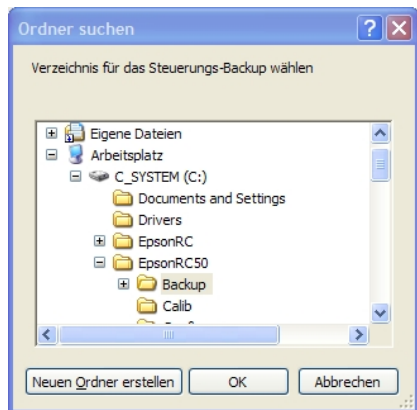 Ordner suchen
Verzeichnis für das Steuerungs-Backup wählen
Eigene Dateien
Arbeitsplatz
C_SYSTEM (C:)
Documents and Settings
Drivers
EpsonRC
EpsonRC50
Backup
Calib
Neuen Ordner erstellen OK Abbrechen